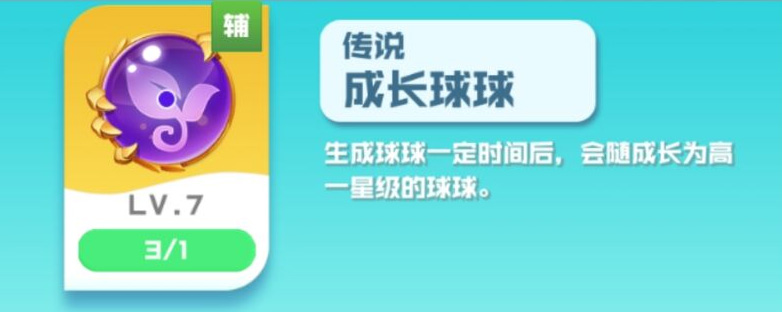 辅
传说
成长球球
生成球球一定时间后，会随成长为高
一星级的球球。
LV.7
3/1